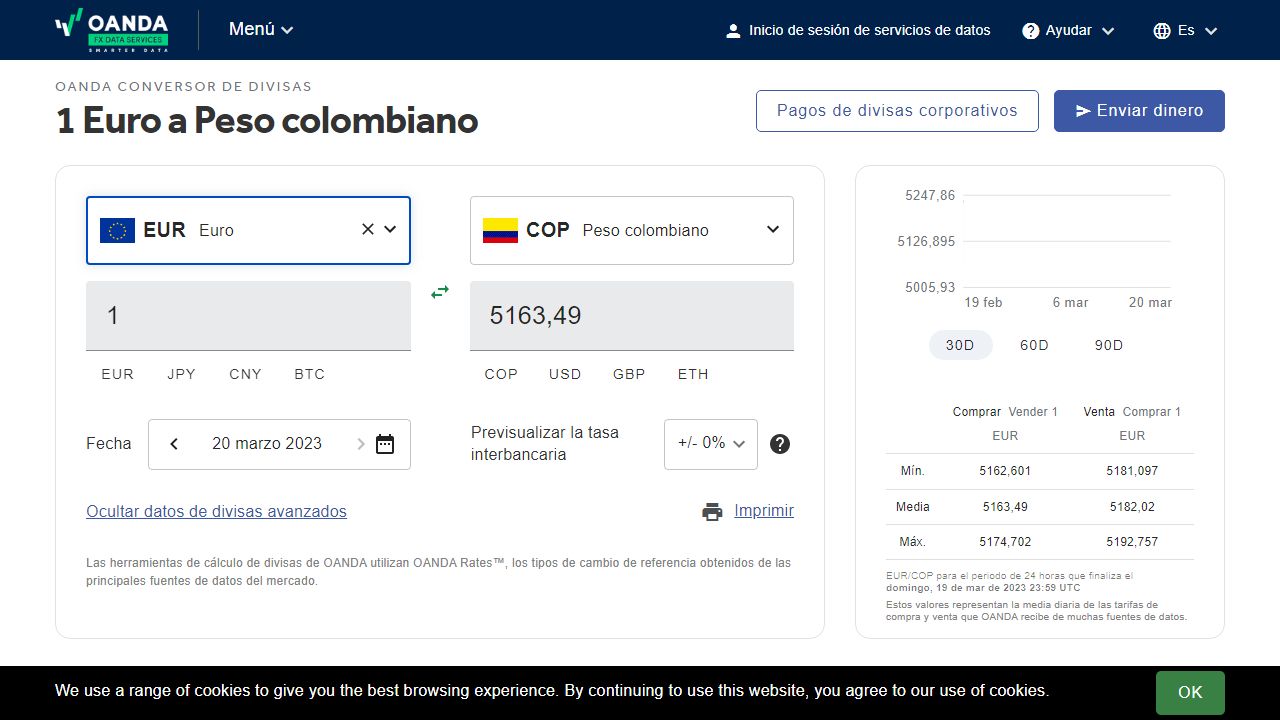 OANDA
FX DATA SERVICES
SMARTER DATA
Menú
Inicio de sesión de servicios de datos
Ayudar
Es
OANDA CONVERSOR DE DIVISAS
1 Euro a Peso colombiano
Pagos de divisas corporativos
Enviar dinero
EUR Euro
COP Peso colombiano
1
5163,49
EUR JPY CNY BTC
COP USD GBP ETH
Fecha
20 marzo 2023
Previsualizar la tasa
interbancaria
+/- 0%
Ocultar datos de divisas avanzados
Imprimir
Las herramientas de cálculo de divisas de OANDA utilizan OANDA Rates™, los tipos de cambio de referencia obtenidos de las
principales fuentes de datos del mercado.
5247,86
5126,895
5005,93
19 feb 6 mar 20 mar
30D 60D 90D
Comprar Vender 1 Venta Comprar 1
EUR EUR
Mín. 5162,601 5181,097
Media 5163,49 5182,02
Máx. 5174,702 5192,757
EUR/COP para el periodo de 24 horas que finaliza el
domingo, 19 de mar de 2023 23:59 UTC
Estos valores representan la media diaria de las tarifas de
compra y venta que OANDA recibe de muchas fuentes de datos.
We use a range of cookies to give you the best browsing experience. By continuing to use this website, you agree to our use of cookies.
OK